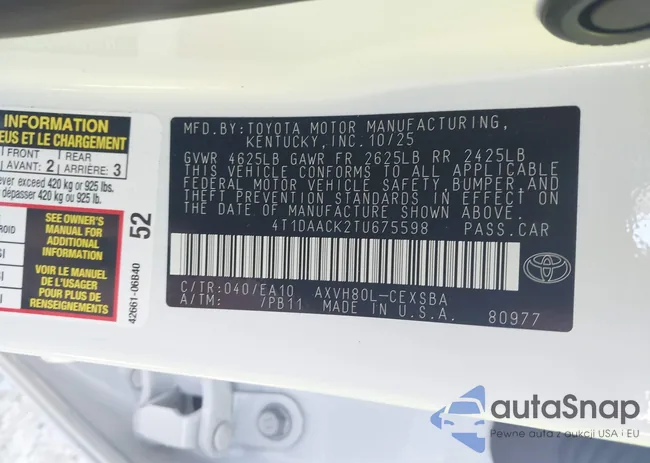 INFORMATION
EUS ET LE CHARGEMENT
FRONT
AVANT: 2
REAR
ARRIÈRE: 3
ever exceed 420 kg or 925 lbs.
dépasser 420 kg ou 925 lb.
SEE OWNER'S
MANUAL FOR
ADDITIONAL
INFORMATION
VOIR LE MANUEL
DE L'USAGER
POUR PLUS DE
RENSEIGNEMENTS
52
42661-06B40
MFD.BY: TOYOTA MOTOR MANUFACTURING,
KENTUCKY, INC. 10/25
GVWR 4625LB GAWR FR 2625LB RR 2425LB
THIS VEHICLE CONFORMS TO ALL APPLICABLE
FEDERAL MOTOR VEHICLE SAFETY, BUMPER, AND
THEFT PREVENTION STANDARDS IN EFFECT ON
THE DATE OF MANUFACTURE SHOWN ABOVE.
4T1DAACK2TU675598 PASS.CAR
C/TR: 040/EA10 AXVH80L-CEXSBA
A/TM: /PB11 MADE IN U.S.A. 80977
TOYOTA
autaSnap
Pewne auta z aukcji USA i EU